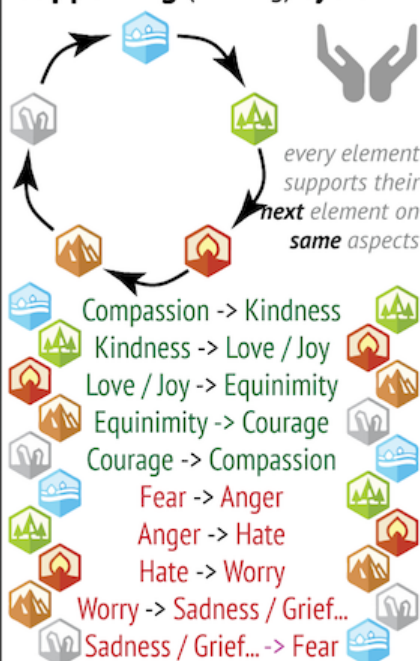 every element
supports their
next element on
same aspects
Compassion -> Kindness
Kindness -> Love / Joy
Love / Joy -> Equinimity
Equinimity -> Courage
Courage -> Compassion
Fear -> Anger
Anger -> Hate
Hate -> Worry
Worry -> Sadness / Grief...
Sadness / Grief... -> Fear